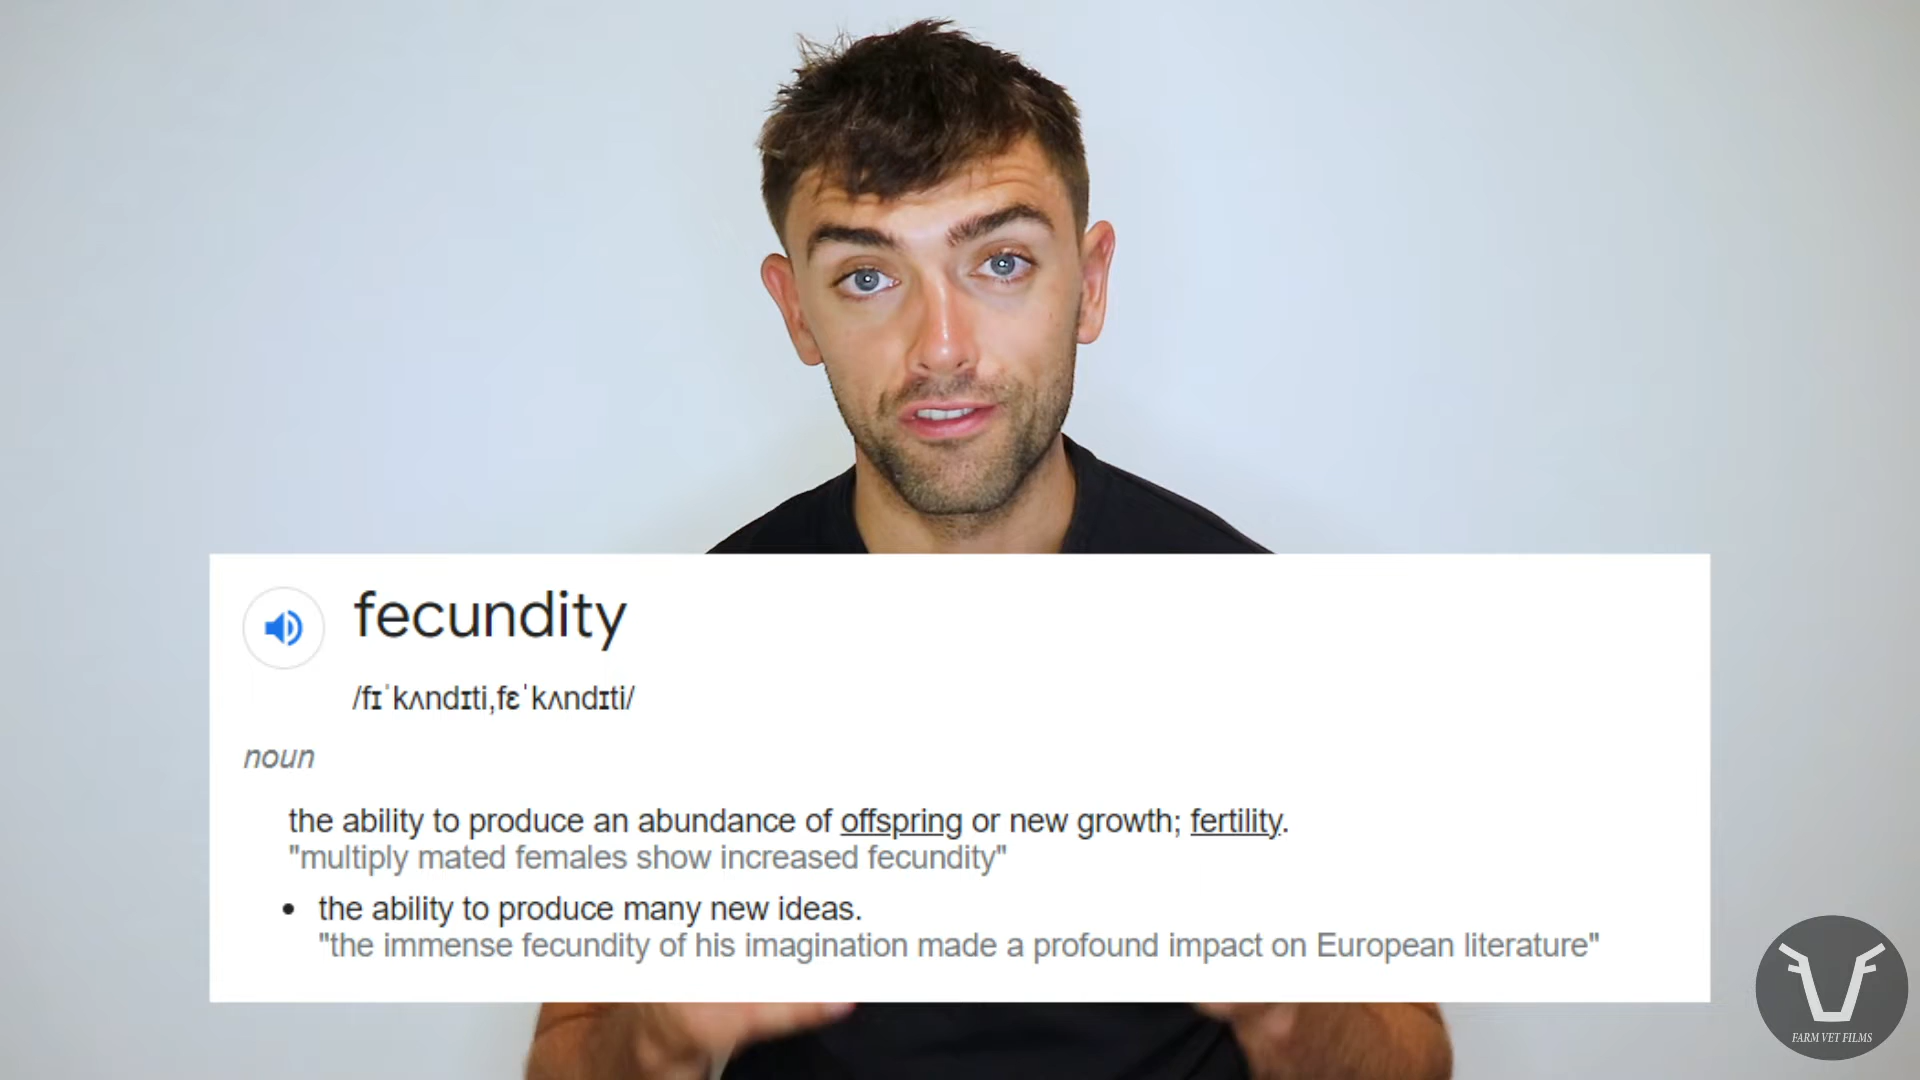 fecundity
/fɪˈkʌndɪti,fɛˈkʌndɪti/
noun
the ability to produce an abundance of offspring or new growth; fertility.
"multiply mated females show increased fecundity"
• the ability to produce many new ideas.
"the immense fecundity of his imagination made a profound impact on European literature"
FARM VET FILMS